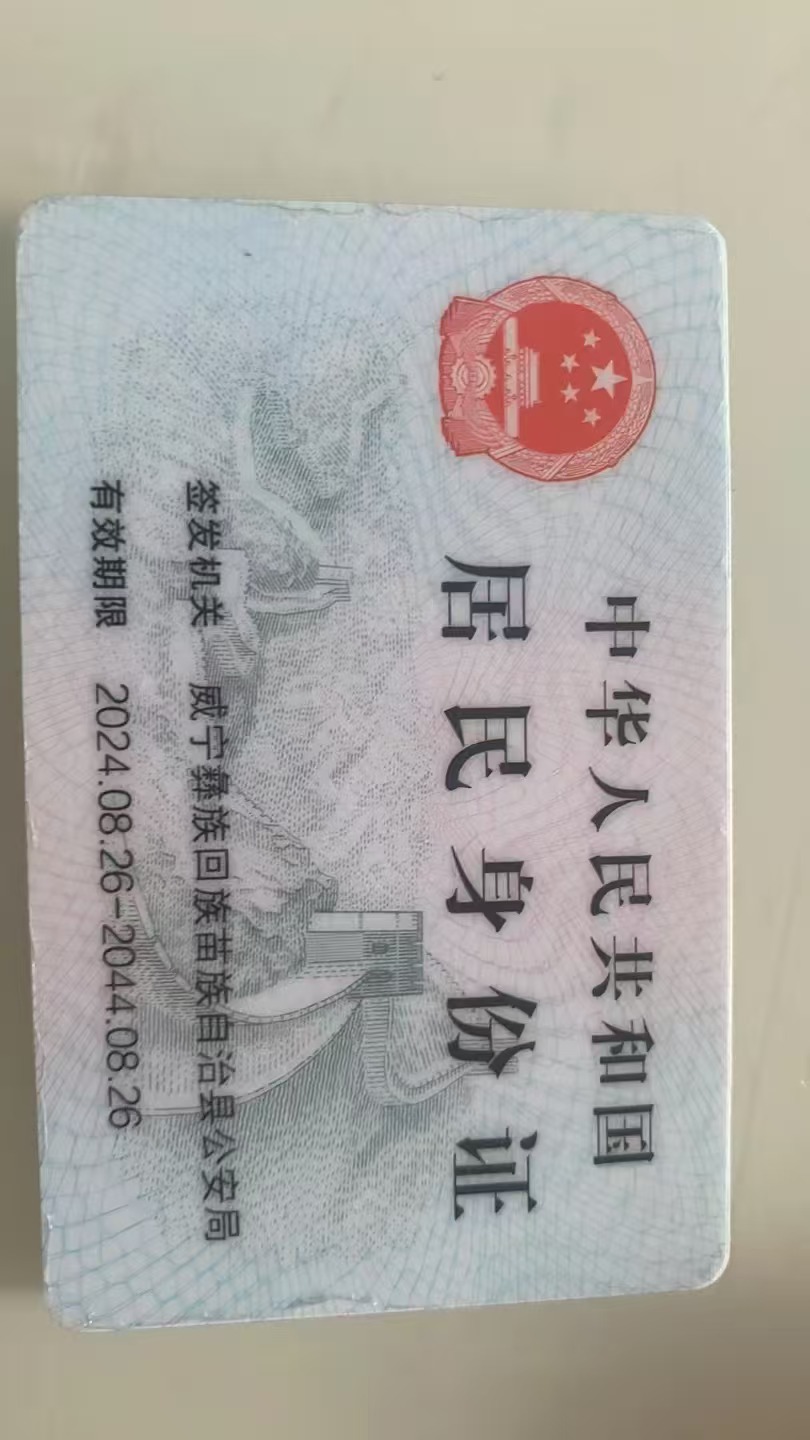 中华人民共和国
居民身份证
签发机关 威宁彝族回族苗族自治县公安局
有效期限 2024.08.26-2044.08.26